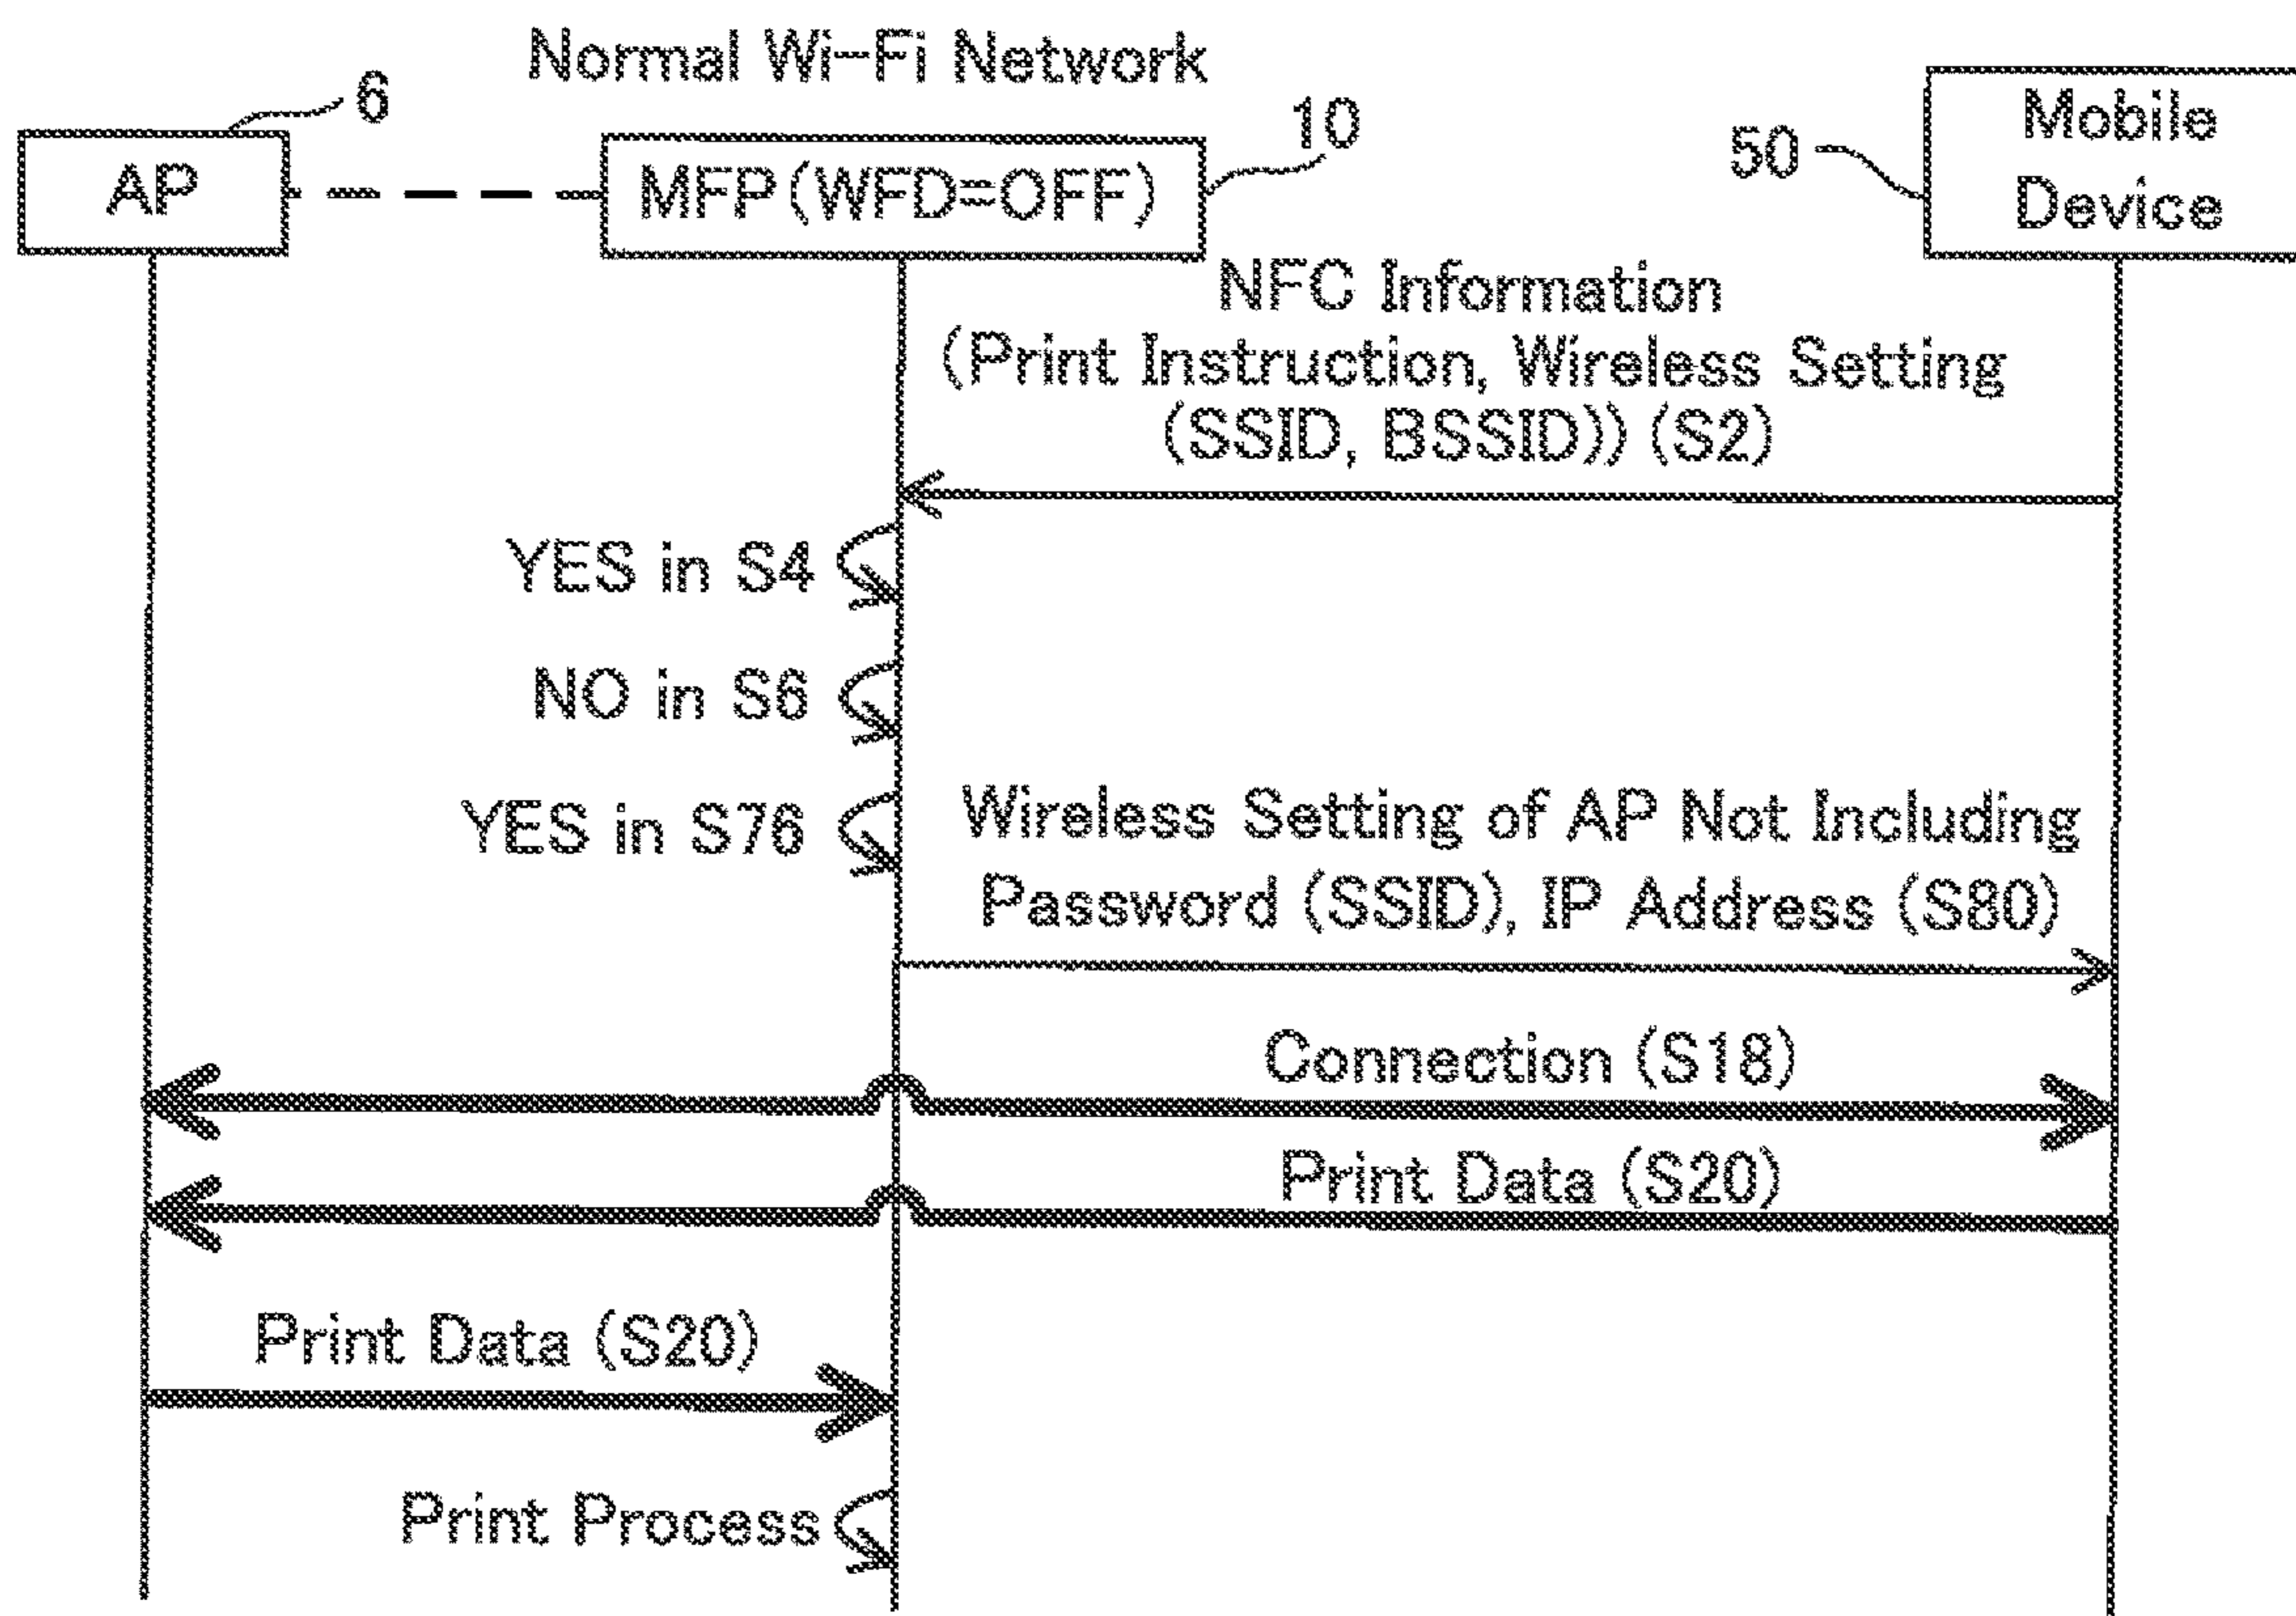 Normal Wi-Fi Network
6
10
AP
MFP(WFD=OFF)
50
Mobile
Device
NFC Information
(Print Instruction, Wireless Setting
(SSID, BSSID)) (S2)
YES in S4
NO in S6
YES in S76
Wireless Setting of AP Not Including
Password (SSID), IP Address (S80)
Connection (S18)
Print Data (S20)
Print Data (S20)
Print Process